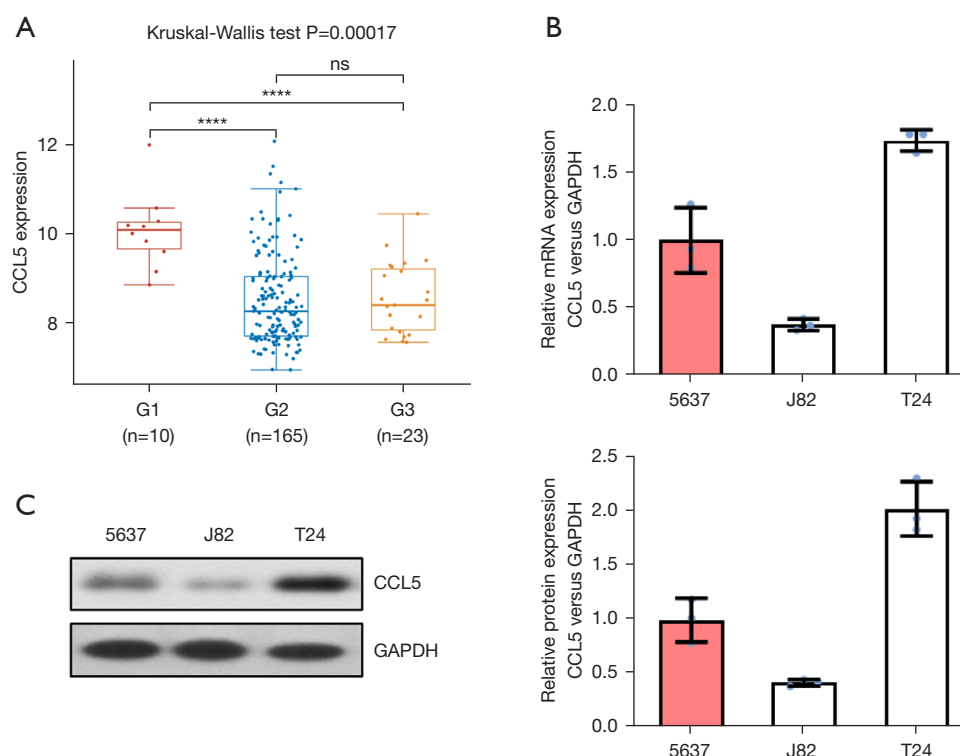 A
Kruskal-Wallis test P=0.00017
ns
****
****
CCL5 expression
12
10
8
G1
(n=10)
G2
(n=165)
G3
(n=23)
B
Relative mRNA expression
CCL5 versus GAPDH
2.0
1.5
1.0
0.5
0.0
5637
J82
T24
Relative protein expression
CCL5 versus GAPDH
2.5
2.0
1.5
1.0
0.5
0.0
5637
J82
T24
C
5637
J82
T24
CCL5
GAPDH